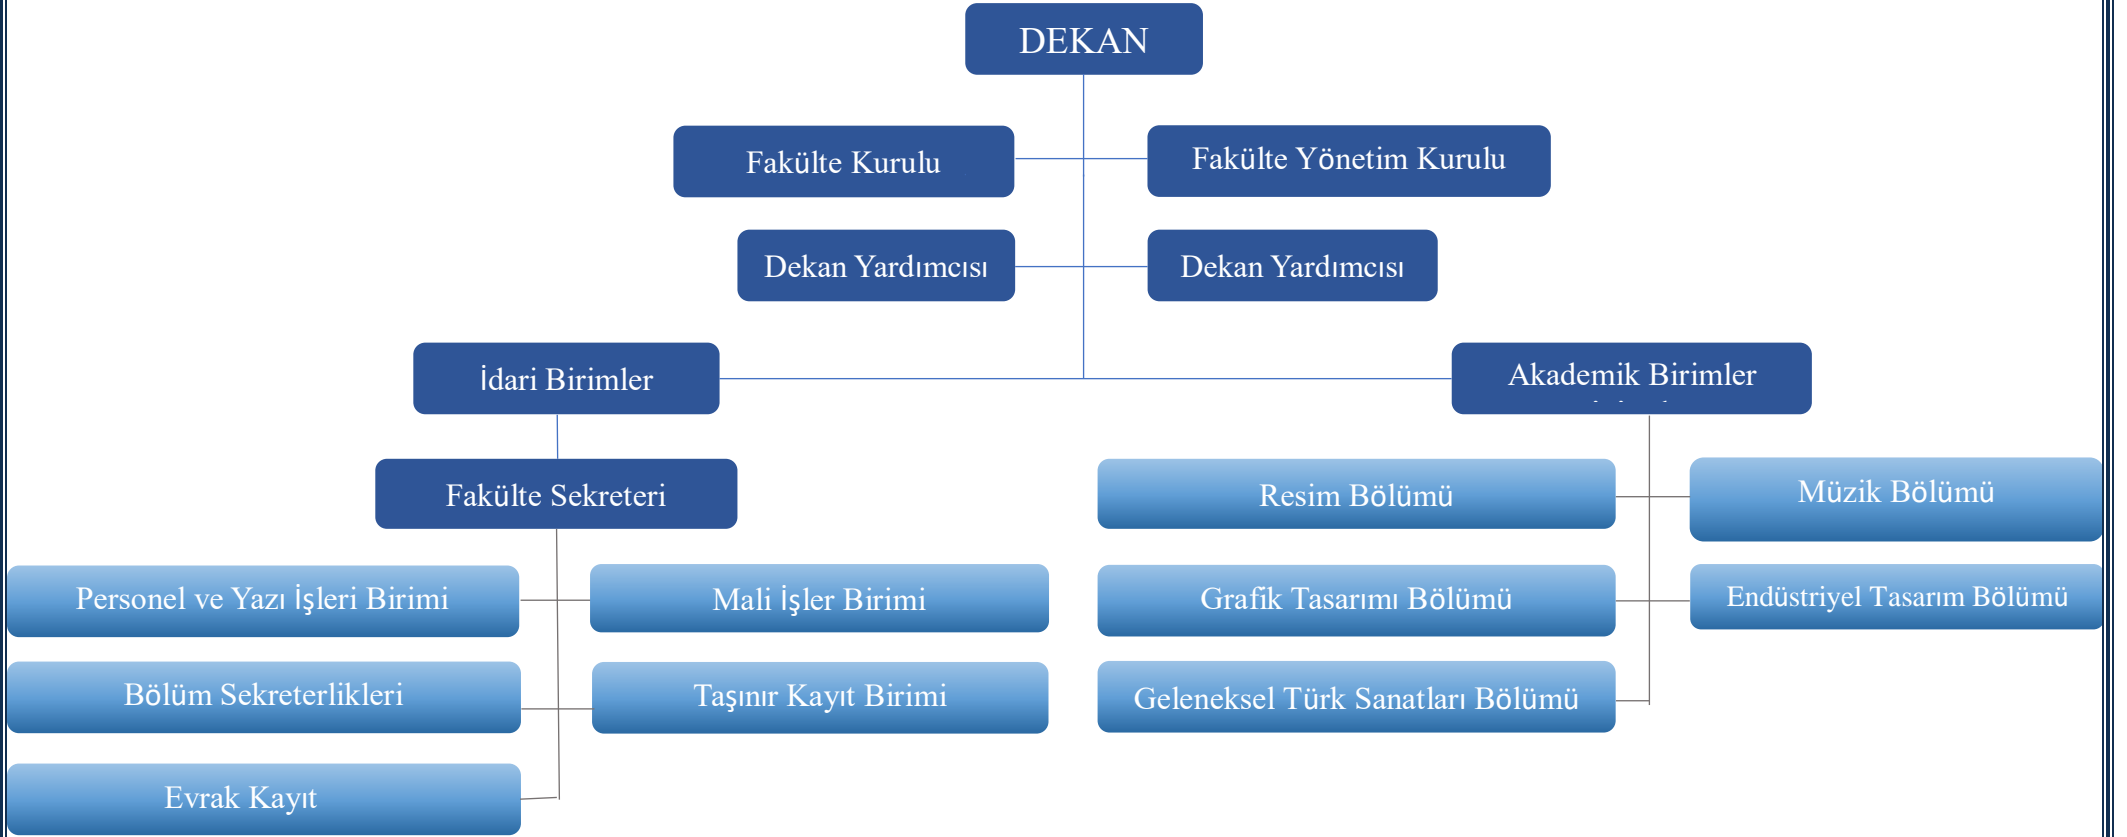 DEKAN
Fakülte Kurulu
Fakülte Yönetim Kurulu
Dekan Yardımcısı
Dekan Yardımcısı
İdari Birimler
Akademik Birimler
Fakülte Sekreteri
Resim Bölümü
Müzik Bölümü
Personel ve Yazı İşleri Birimi
Mali İşler Birimi
Grafik Tasarımı Bölümü
Endüstriyel Tasarım Bölümü
Bölüm Sekreterlikleri
Taşınır Kayıt Birimi
Geleneksel Türk Sanatları Bölümü
Evrak Kayıt